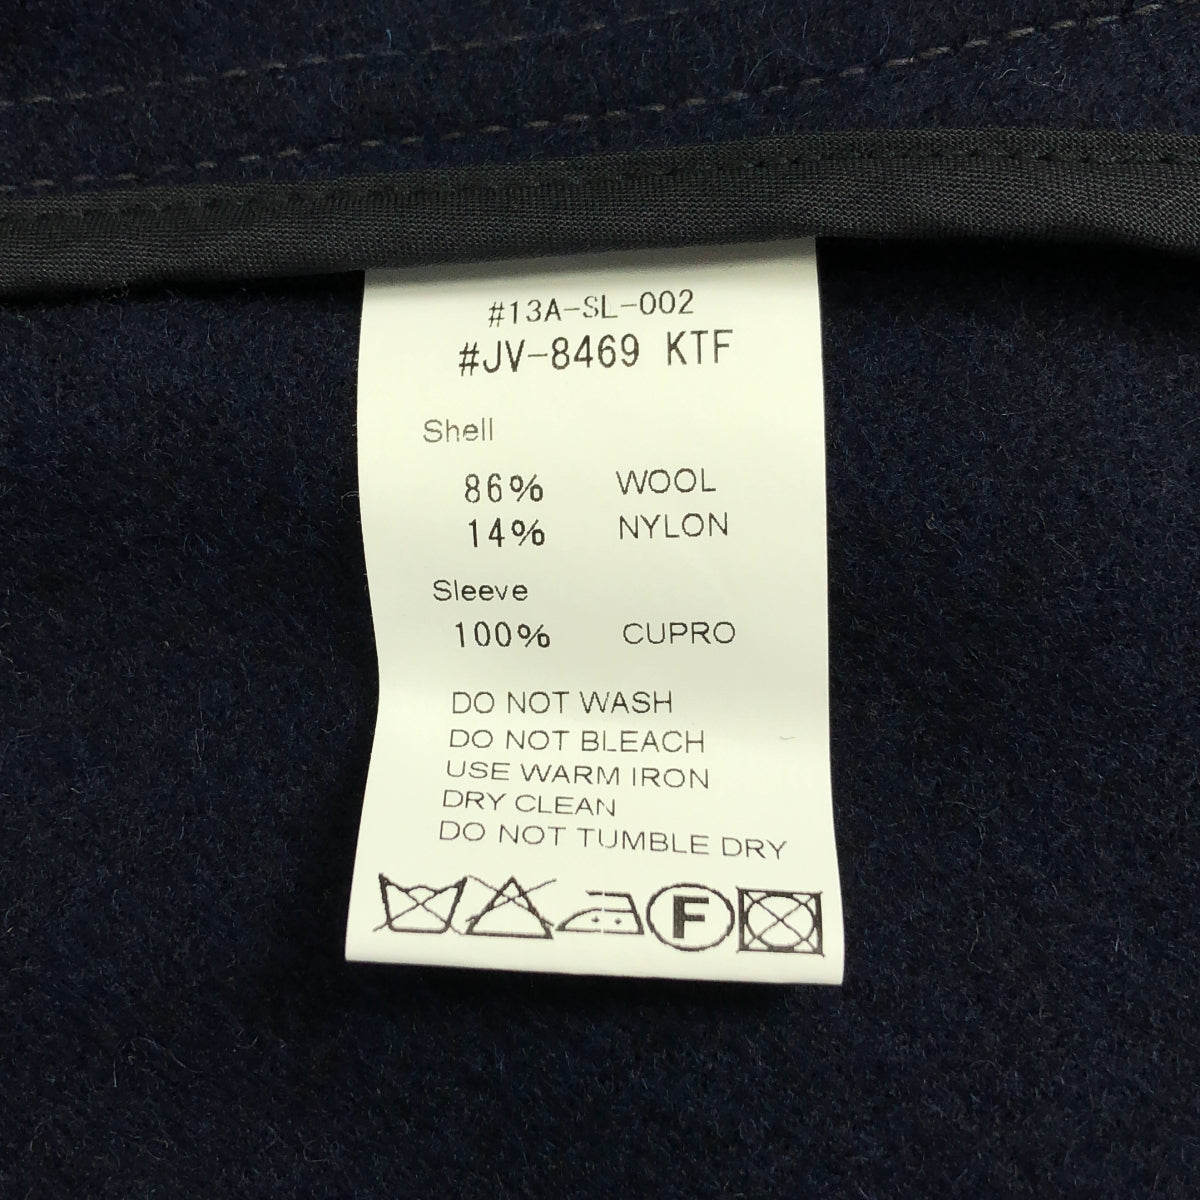 #13A-SL-002
#JV-8469 KTF
Shell
86% WOOL
14% NYLON
Sleeve
100% CUPRO
DO NOT WASH
DO NOT BLEACH
USE WARM IRON
DRY CLEAN
DO NOT TUMBLE DRY
F